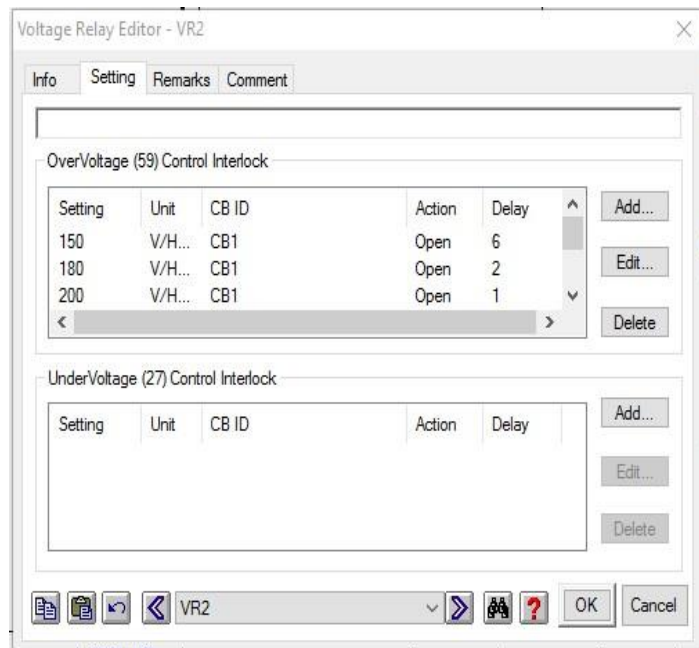 Voltage Relay Editor - VR2
Info Setting Remarks Comment
OverVoltage (59) Control Interlock
Setting Unit CB ID Action Delay
150 V/H... CB1 Open 6
180 V/H... CB1 Open 2
200 V/H... CB1 Open 1
Add...
Edit...
Delete
UnderVoltage (27) Control Interlock
Setting Unit CB ID Action Delay
Add...
Edit...
Delete
VR2 ? OK Cancel